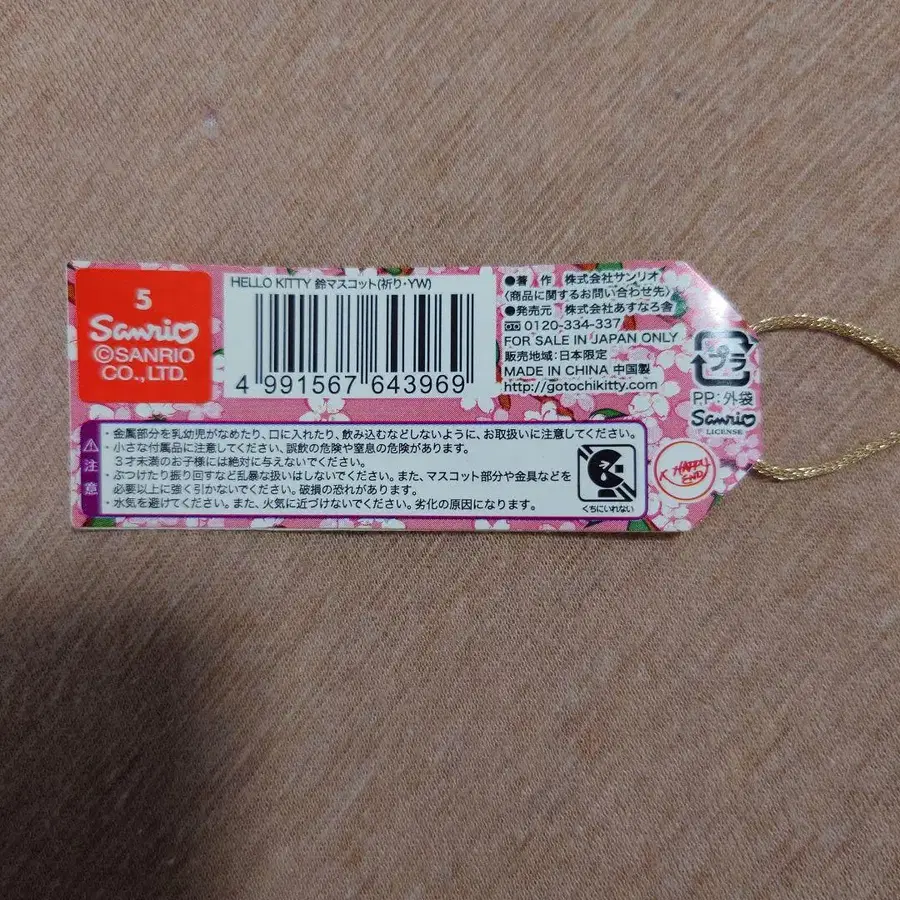 5
Sanrio
©SANRIO
CO.,LTD.
HELLO KITTY 鈴マスコット(祈り・YW)
4 991567 643969
●著 作 株式会社サンリオ
〈商品に関するお問い合わせ先〉
●発売元 株式会社あすなろ舎
0120-334-337
FOR SALE IN JAPAN ONLY
販売地域:日本限定
MADE IN CHINA 中国製
http://gotochikitty.com
プラ
PP:外袋
Sanrio
LICENSE
注意
・金属部分を乳幼児がなめたり、口に入れたり、飲み込むなどしないように、お取扱いに注意してください。
・小さな付属品に注意してください、誤飲の危険や窒息の危険があります。
3才未満のお子様には絶対に与えないでください。
・ぶつけたり振り回すなど乱暴な扱いはしないでください。また、マスコット部分や金具などを
必要以上に強く引かないでください。破損の恐れがあります。
・水気を避けてください。また、火気に近づけないでください。劣化の原因になります。
くちにいれない
HAPPY
END